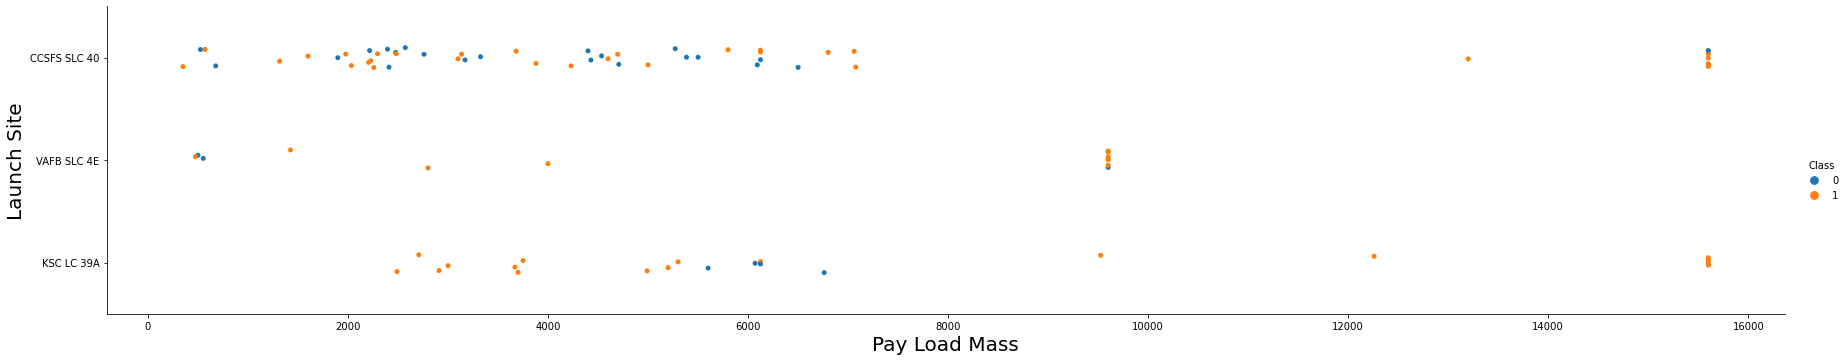 Launch Site
CCSFS SLC 40
VAFB SLC 4E
KSC LC 39A
0 2000 4000 6000 8000 10000 12000 14000 16000
Pay Load Mass
Class
0
1